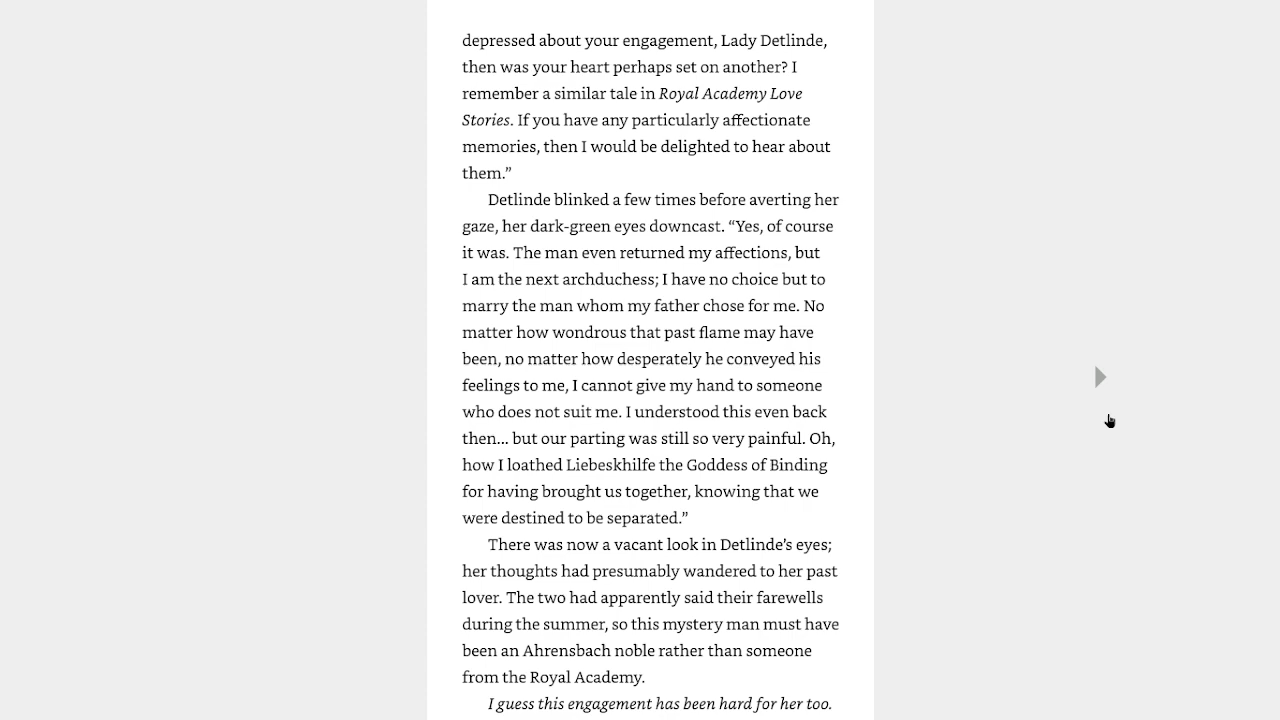 depressed about your engagement, Lady Detlinde,
then was your heart perhaps set on another? I
remember a similar tale in Royal Academy Love
Stories. If you have any particularly affectionate
memories, then I would be delighted to hear about
them.”
Detlinde blinked a few times before averting her
gaze, her dark-green eyes downcast. “Yes, of course
it was. The man even returned my affections, but
I am the next archduchess; I have no choice but to
marry the man whom my father chose for me. No
matter how wondrous that past flame may have
been, no matter how desperately he conveyed his
feelings to me, I cannot give my hand to someone
who does not suit me. I understood this even back
then... but our parting was still so very painful. Oh,
how I loathed Liebeskhilfe the Goddess of Binding
for having brought us together, knowing that we
were destined to be separated.”
There was now a vacant look in Detlinde’s eyes;
her thoughts had presumably wandered to her past
lover. The two had apparently said their farewells
during the summer, so this mystery man must have
been an Ahrensbach noble rather than someone
from the Royal Academy.
I guess this engagement has been hard for her too.